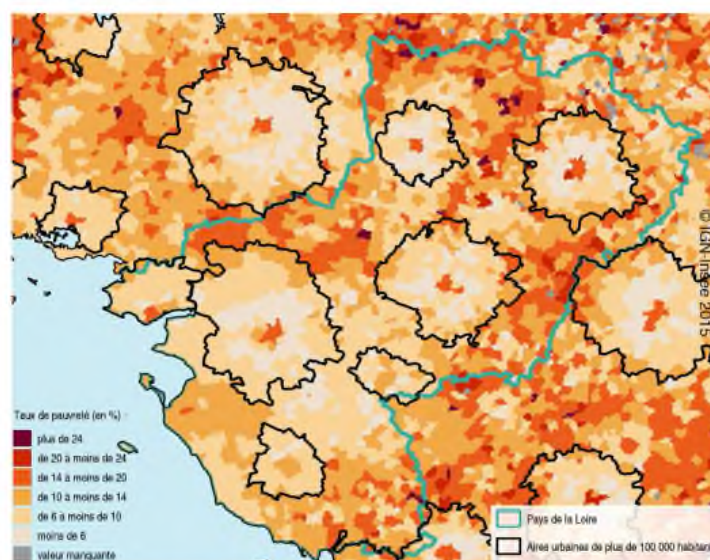 © IGN-Insee 2015
Taux de pauvreté (en %) :
plus de 24
de 20 à moins de 24
de 14 à moins de 20
de 10 à moins de 14
de 6 à moins de 10
moins de 6
valeur manquante
Pays de la Loire
Aires urbaines de plus de 100 000 habitan